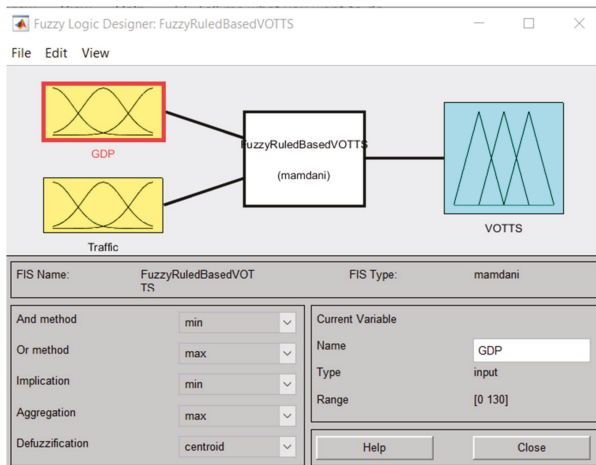 Fuzzy Logic Designer: FuzzyRuledBasedVOTTS
File Edit View
GDP
Traffic
FuzzyRuledBasedVOTTS
(mamdani)
VOTTS
FIS Name: FuzzyRuledBasedVOT
TS
FIS Type: mamdani
And method min
Or method max
Implication min
Aggregation max
Defuzzification centroid
Current Variable
Name GDP
Type input
Range [0 130]
Help Close